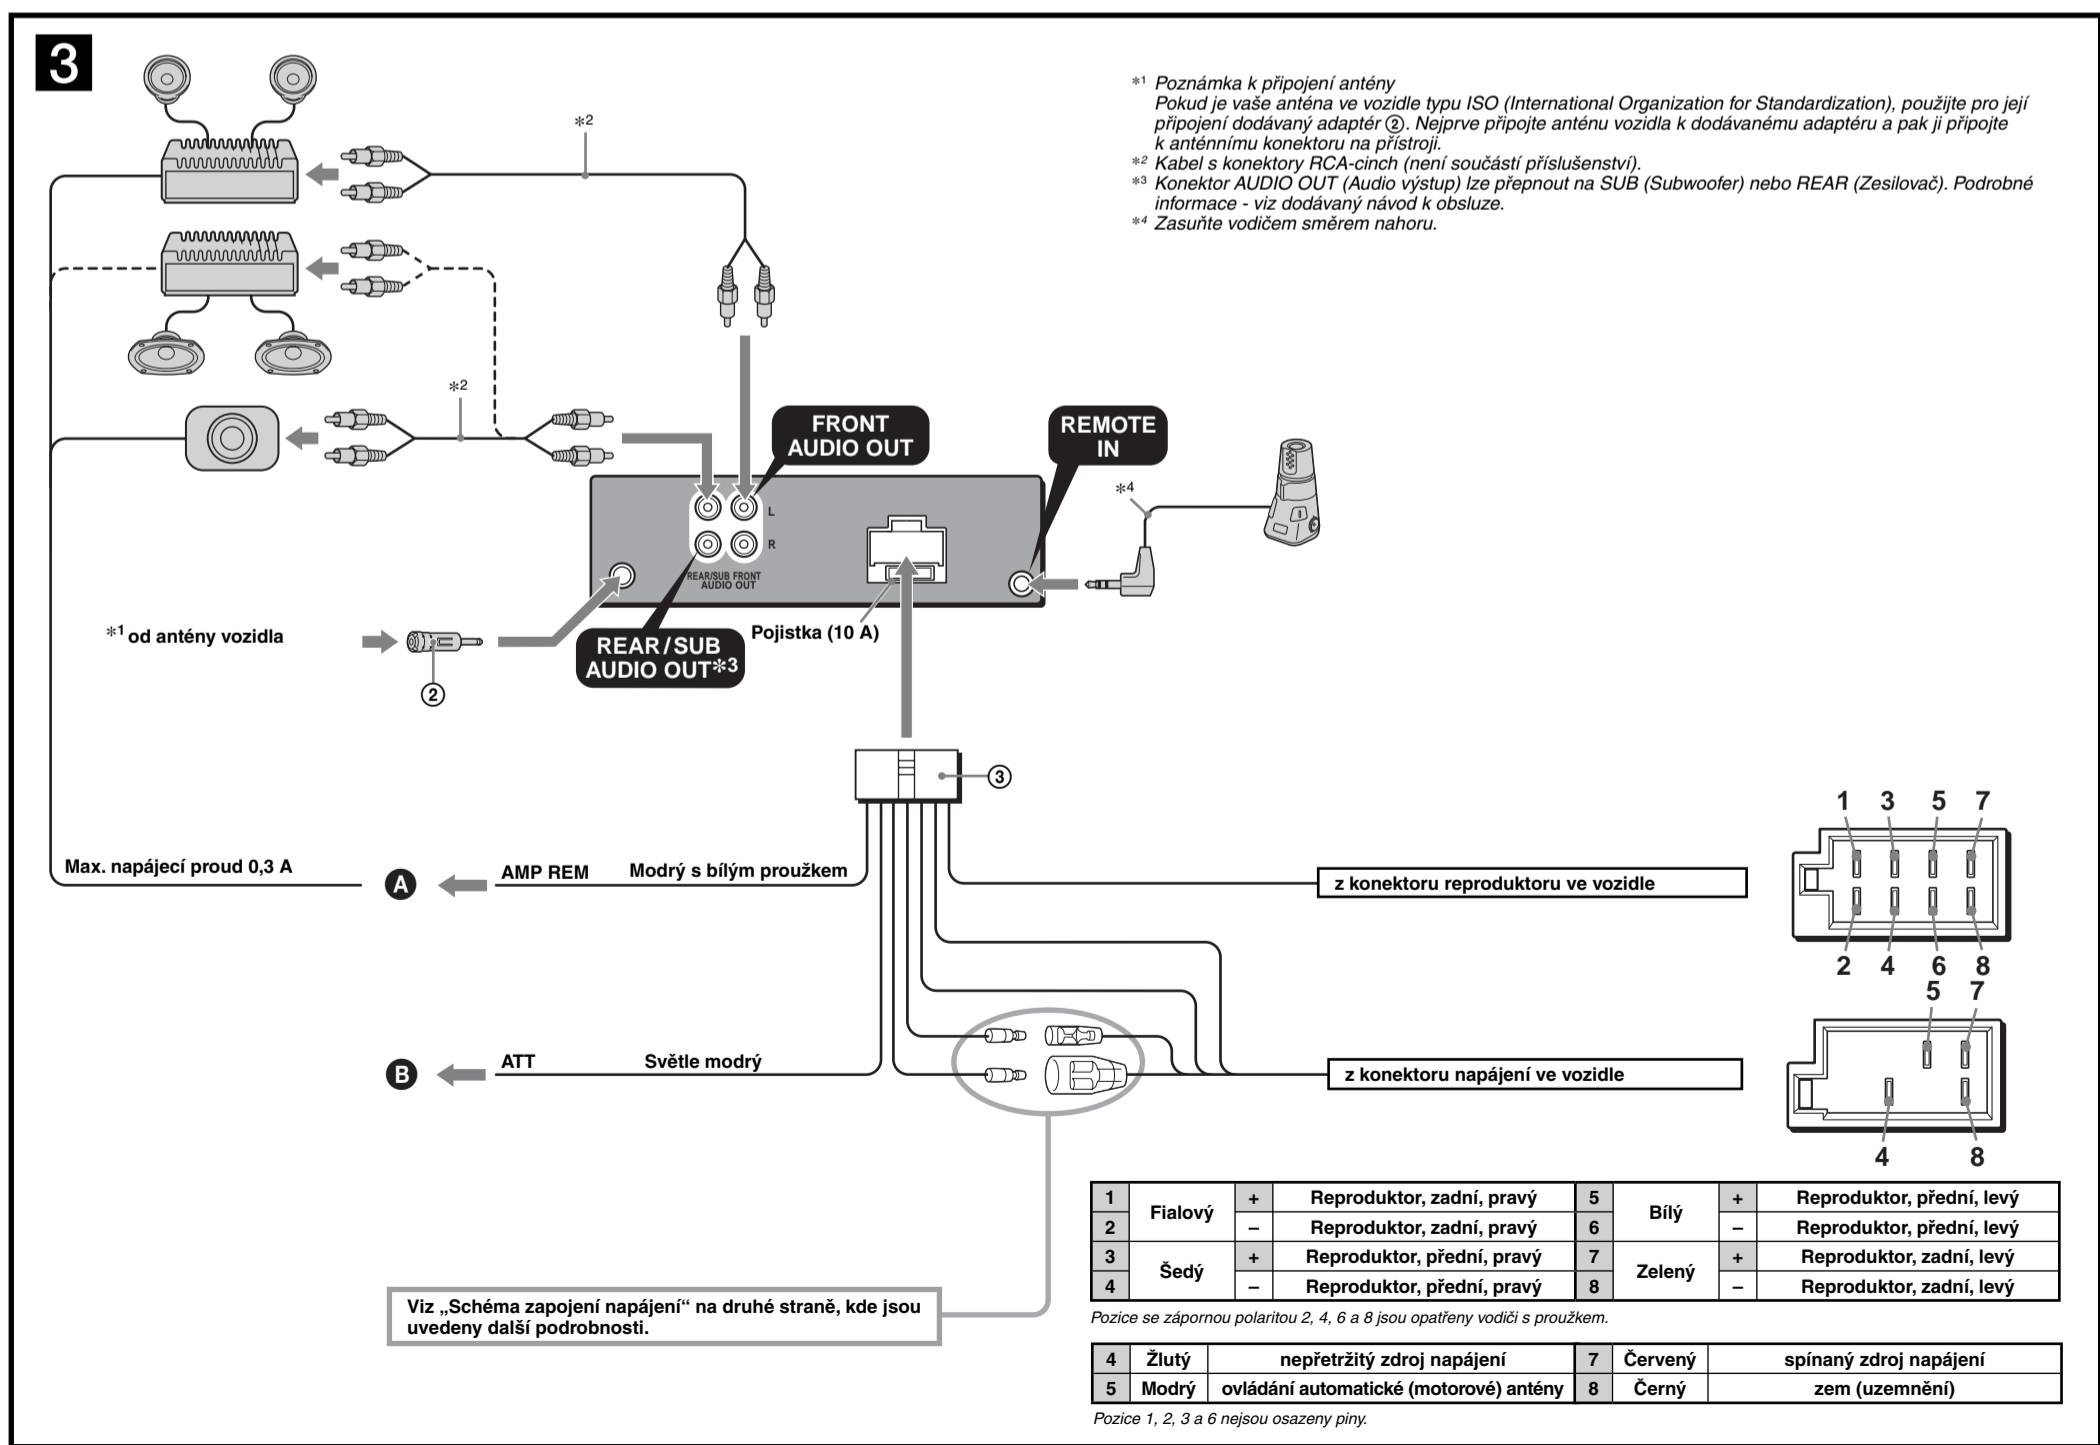 3
*1 Poznámka k připojení antény
Pokud je vaše anténa ve vozidle typu ISO (International Organization for Standardization), použijte pro její
připojení dodávaný adaptér ②. Nejprve připojte anténu vozidla k dodávanému adaptéru a pak ji připojte
k anténnímu konektoru na přístroji.
*2 Kabel s konektory RCA-cinch (není součástí příslušenství).
*3 Konektor AUDIO OUT (Audio výstup) lze přepnout na SUB (Subwoofer) nebo REAR (Zesilovač). Podrobné
informace - viz dodávaný návod k obsluze.
*4 Zasuňte vodičem směrem nahoru.
*2
*2
FRONT
AUDIO OUT
REMOTE
IN
*4
L
R
REAR/SUB FRONT
AUDIO OUT
*1 od antény vozidla
②
REAR/SUB
AUDIO OUT*3
Pojistka (10 A)
③
Max. napájecí proud 0,3 A
A
AMP REM
Modrý s bílým proužkem
z konektoru reproduktoru ve vozidle
1 3 5 7
2 4 6 8
B
ATT
Světle modrý
z konektoru napájení ve vozidle
5 7
4 8
1 Fialový + Reproduktor, zadní, pravý 5 Bílý + Reproduktor, přední, levý
2 – Reproduktor, zadní, pravý 6 – Reproduktor, přední, levý
3 Šedý + Reproduktor, přední, pravý 7 Zelený + Reproduktor, zadní, levý
4 – Reproduktor, přední, pravý 8 – Reproduktor, zadní, levý
Pozice se zápornou polaritou 2, 4, 6 a 8 jsou opatřeny vodiči s proužkem.
Viz „Schéma zapojení napájení“ na druhé straně, kde jsou
uvedeny další podrobnosti.
4 Žlutý nepřetržitý zdroj napájení 7 Červený spínaný zdroj napájení
5 Modrý ovládání automatické (motorové) antény 8 Černý zem (uzemnění)
Pozice 1, 2, 3 a 6 nejsou osazeny piny.